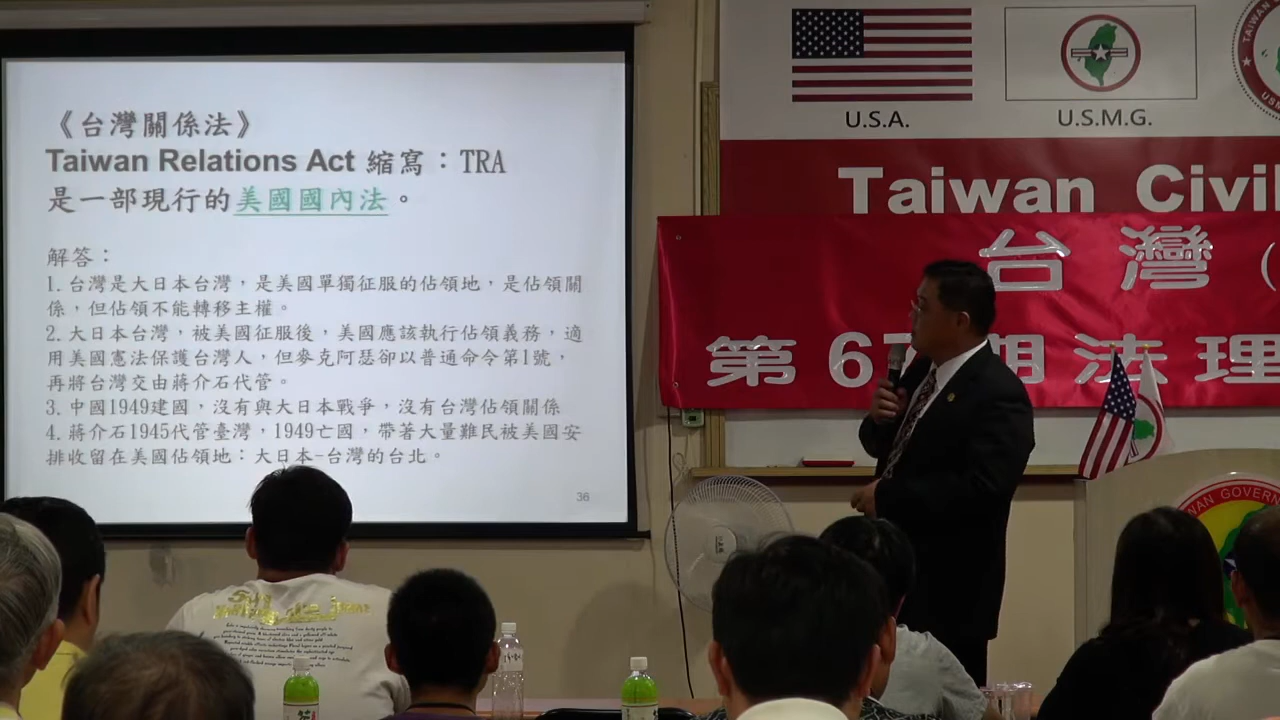 《台灣關係法》
Taiwan Relations Act 縮寫：TRA
是一部現行的美國國內法。
解答：
1. 台灣是大日本台灣，是美國單獨征服的佔領地，是佔領關
係，但佔領不能轉移主權。
2. 大日本台灣，被美國征服後，美國應該執行佔領義務，適
用美國憲法保護台灣人，但麥克阿瑟卻以普通命令第1號，
再將台灣交由蔣介石代管。
3. 中國1949建國，沒有與大日本戰爭，沒有台灣佔領關係
4. 蔣介石1945代管臺灣，1949亡國，帶著大量難民被美國安
排收留在美國佔領地：大日本-台灣的台北。
36
U.S.A.
U.S.M.G.
Taiwan Civil
台灣（
第67期法理